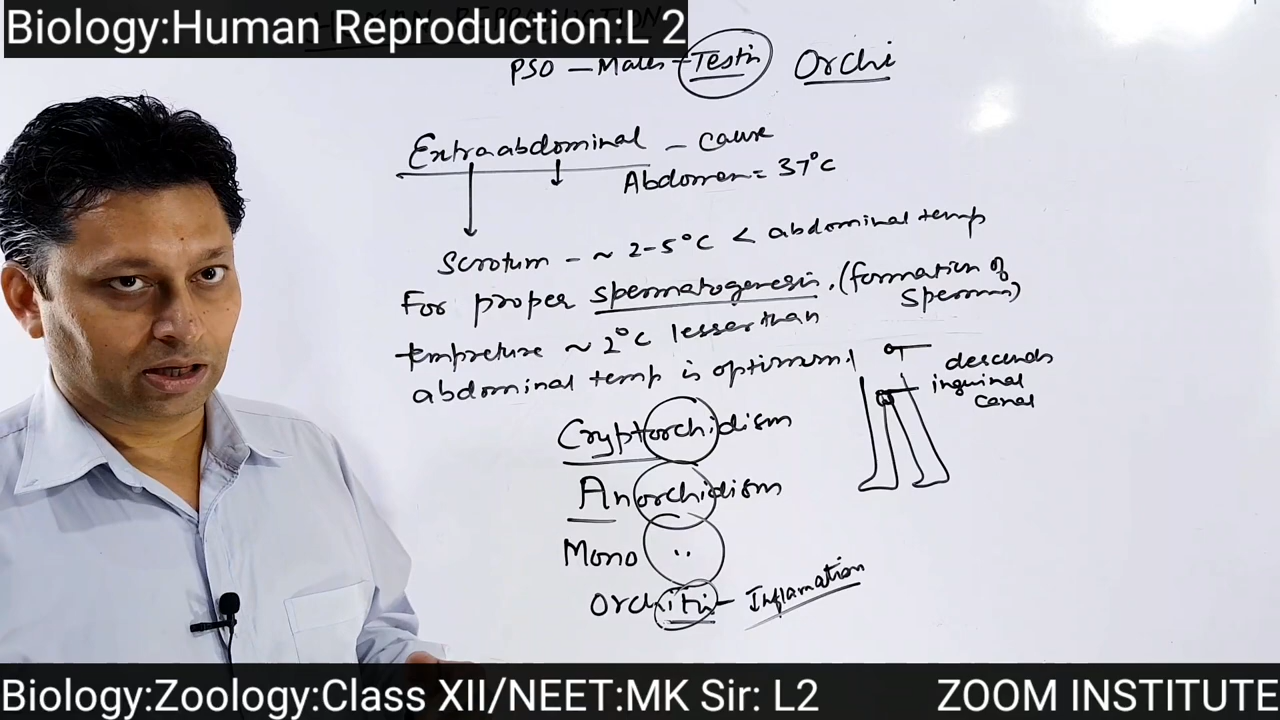 Biology:Human Reproduction:L 2
PSO — Males — Testis Orchi
Extraabdominal – cause
Abdomen = 37°C
Scrotum – ~ 2-5°C < abdominal temp
For proper spermatogenesis. (formation of sperms)
tempreture ~ 2°C lesser than
abdominal temp is optimum.
descends
inguinal
canal
Cryptorchidism
Anorchidism
Mono "
Orchitis – Inflamation
Biology:Zoology:Class XII/NEET:MK Sir: L2 ZOOM INSTITUTE